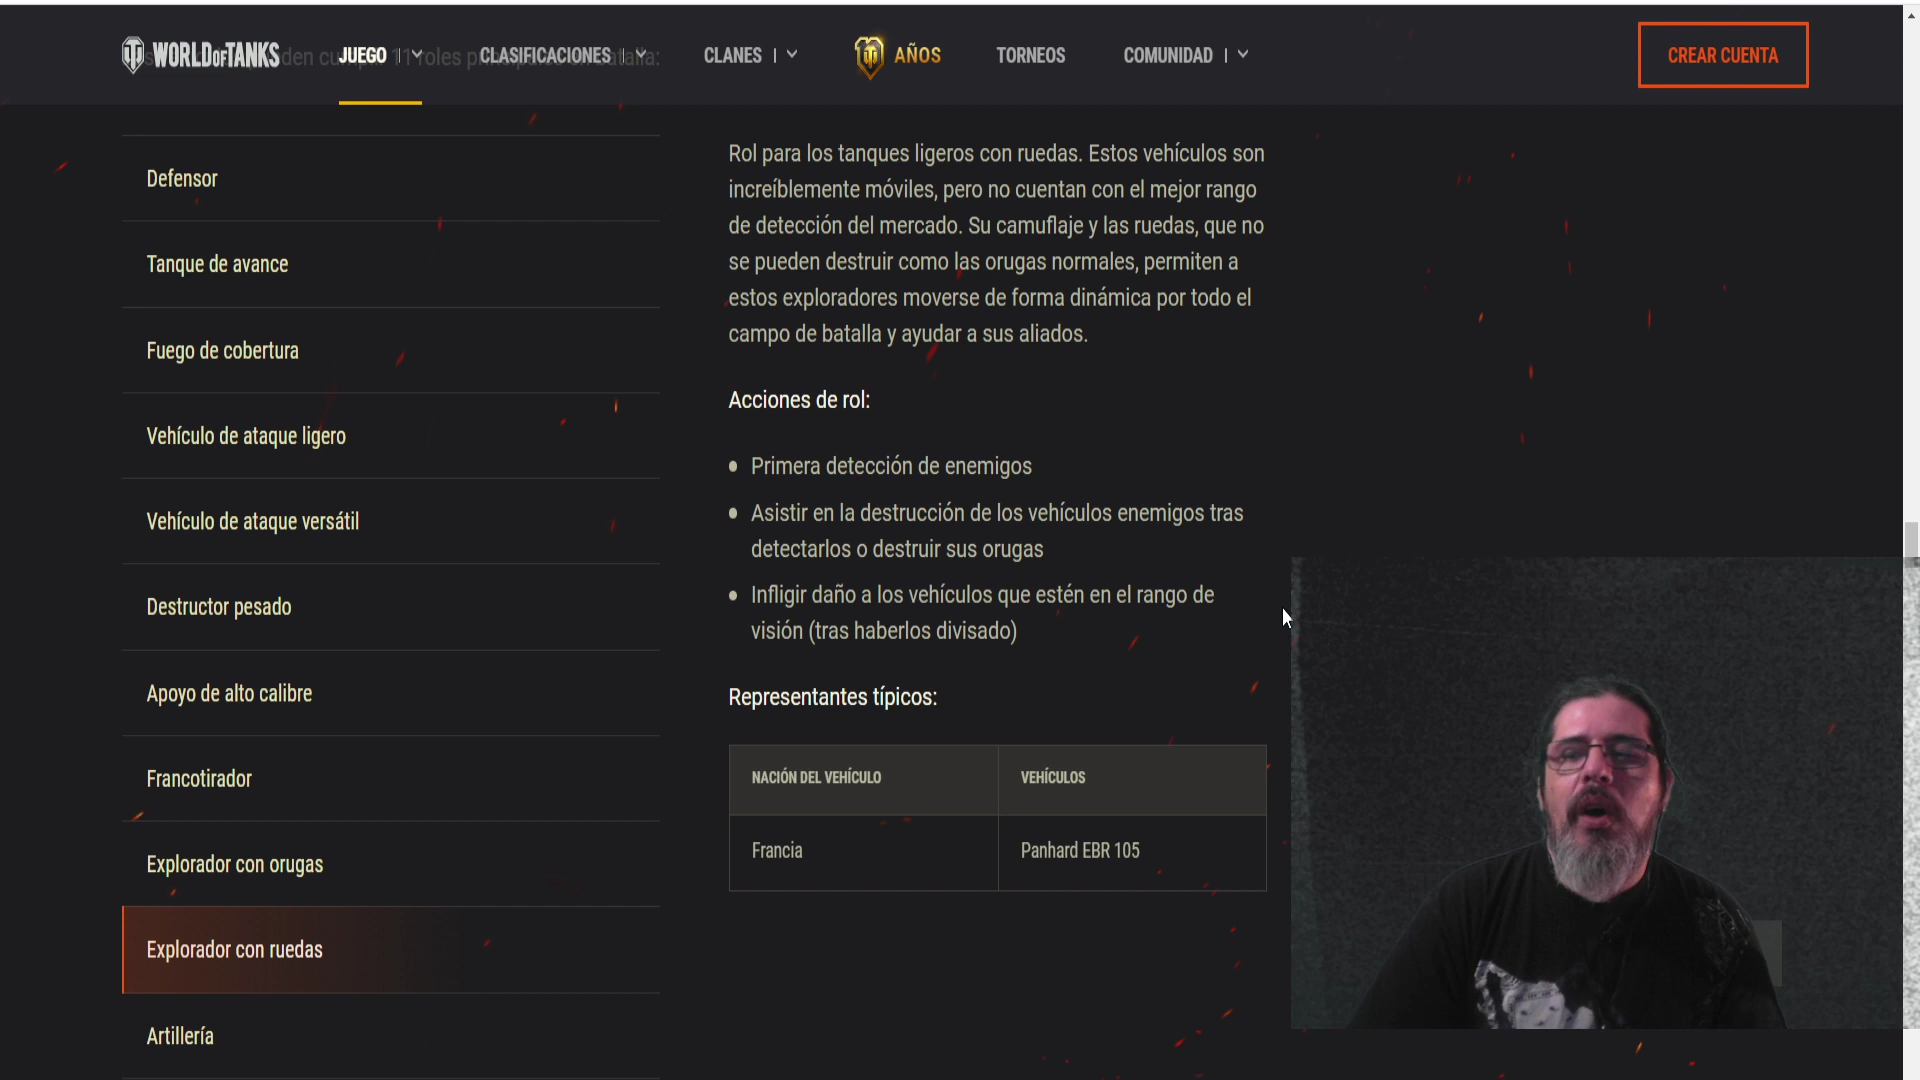 WORLD OF TANKS
JUEGO
CLASIFICACIONES
CLANES
10 AÑOS
TORNEOS
COMUNIDAD
CREAR CUENTA
den cu 11 roles pri batalla:
Defensor
Tanque de avance
Fuego de cobertura
Vehículo de ataque ligero
Vehículo de ataque versátil
Destructor pesado
Apoyo de alto calibre
Francotirador
Explorador con orugas
Explorador con ruedas
Artillería
Rol para los tanques ligeros con ruedas. Estos vehículos son
increíblemente móviles, pero no cuentan con el mejor rango
de detección del mercado. Su camuflaje y las ruedas, que no
se pueden destruir como las orugas normales, permiten a
estos exploradores moverse de forma dinámica por todo el
campo de batalla y ayudar a sus aliados.
Acciones de rol:
Primera detección de enemigos
Asistir en la destrucción de los vehículos enemigos tras
detectarlos o destruir sus orugas
Infligir daño a los vehículos que estén en el rango de
visión (tras haberlos divisado)
Representantes típicos:
NACIÓN DEL VEHÍCULO VEHÍCULOS
Francia Panhard EBR 105